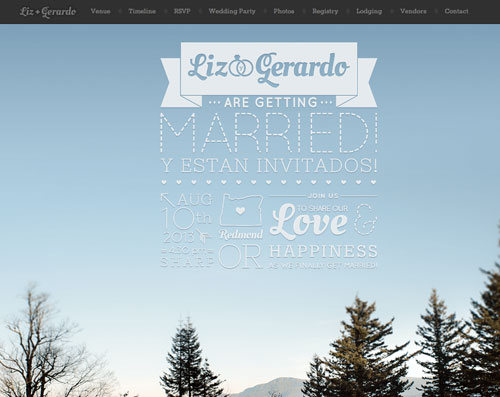 Liz + Gerardo Venue Timeline RSVP Wedding Party Photos Registry Lodging Vendors Contact
Liz Gerardo
ARE GETTING
MARRIED!
Y ESTAN INVITADOS!
AUG
10th
2013
SHARP
Redmond
OR
JOIN US
TO SHARE OUR
Love &
HAPPINESS
AS WE FINALLY GET MARRIED!